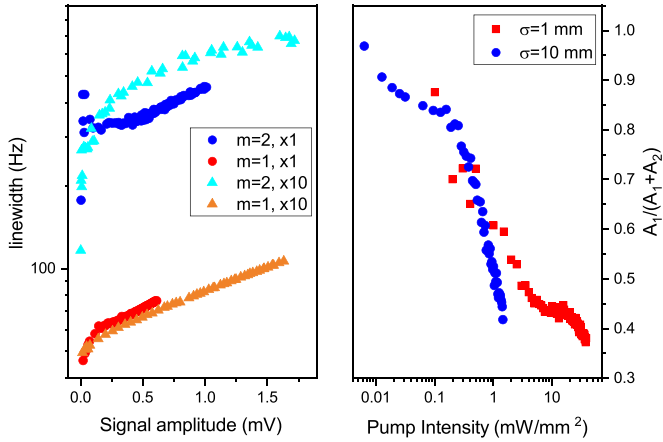 linewidth (Hz)
100
0.0 0.5 1.0 1.5
Signal amplitude (mV)
m=2, x1
m=1, x1
m=2, x10
m=1, x10
σ=1 mm
σ=10 mm
1.0
0.9
0.8
0.7
0.6
0.5
0.4
0.3
A₁/(A₁+A₂)
0.01 0.1 1 10
Pump Intensity (mW/mm²)